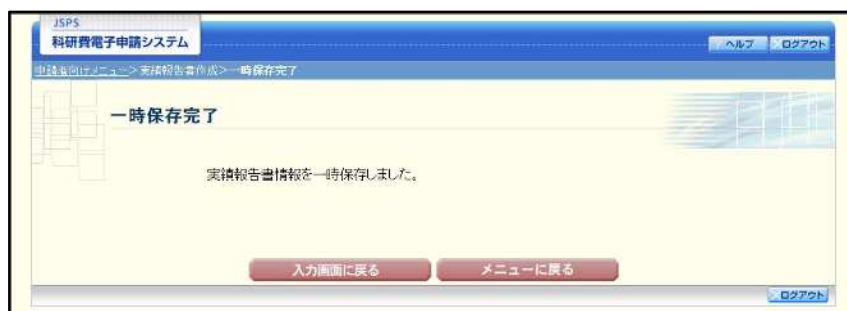 JSPS
科研費電子申請システム
ヘルプ ログアウト
申請者向けメニュー>実績報告書作成>一時保存完了
一時保存完了
実績報告書情報を一時保存しました。
入力画面に戻る メニューに戻る
ログアウト